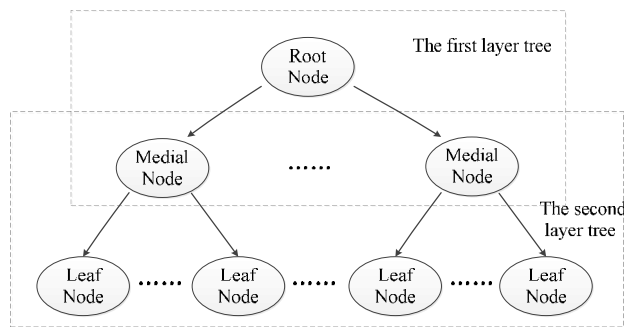 The first layer tree
Root
Node
Medial
Node
......
Medial
Node
The second
layer tree
Leaf
Node
......
Leaf
Node
......
Leaf
Node
......
Leaf
Node